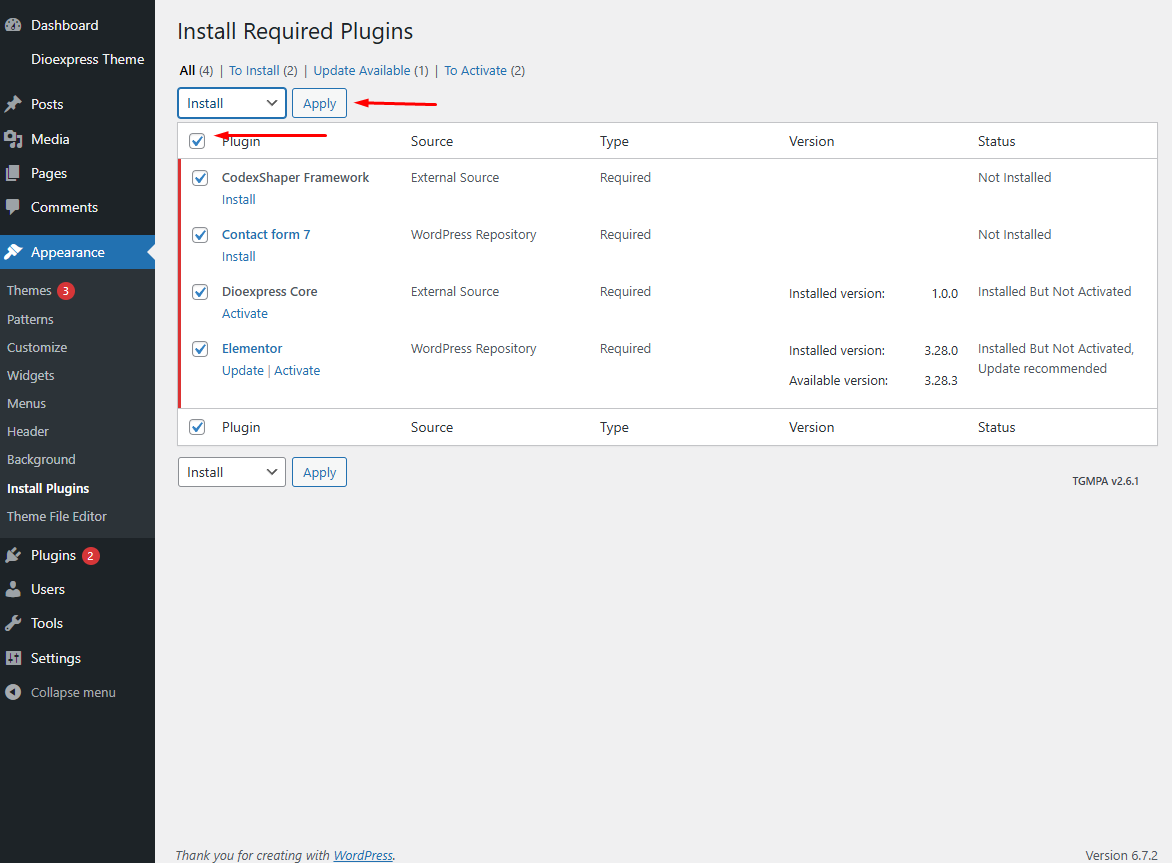 Dashboard
Dioexpress Theme
Posts
Media
Pages
Comments
Appearance
Themes 3
Patterns
Customize
Widgets
Menus
Header
Background
Install Plugins
Theme File Editor
Plugins 2
Users
Tools
Settings
Collapse menu
Install Required Plugins
All (4) | To Install (2) | Update Available (1) | To Activate (2)
Install Apply
Plugin Source Type Version Status
CodexShaper Framework External Source Required Not Installed
Install
Contact form 7 WordPress Repository Required Not Installed
Install
Dioexpress Core External Source Required Installed version: 1.0.0 Installed But Not Activated
Activate
Elementor WordPress Repository Required Installed version: 3.28.0 Installed But Not Activated,
Update | Activate Available version: 3.28.3 Update recommended
Plugin Source Type Version Status
Install Apply
TGMPA v2.6.1
Thank you for creating with WordPress. Version 6.7.2